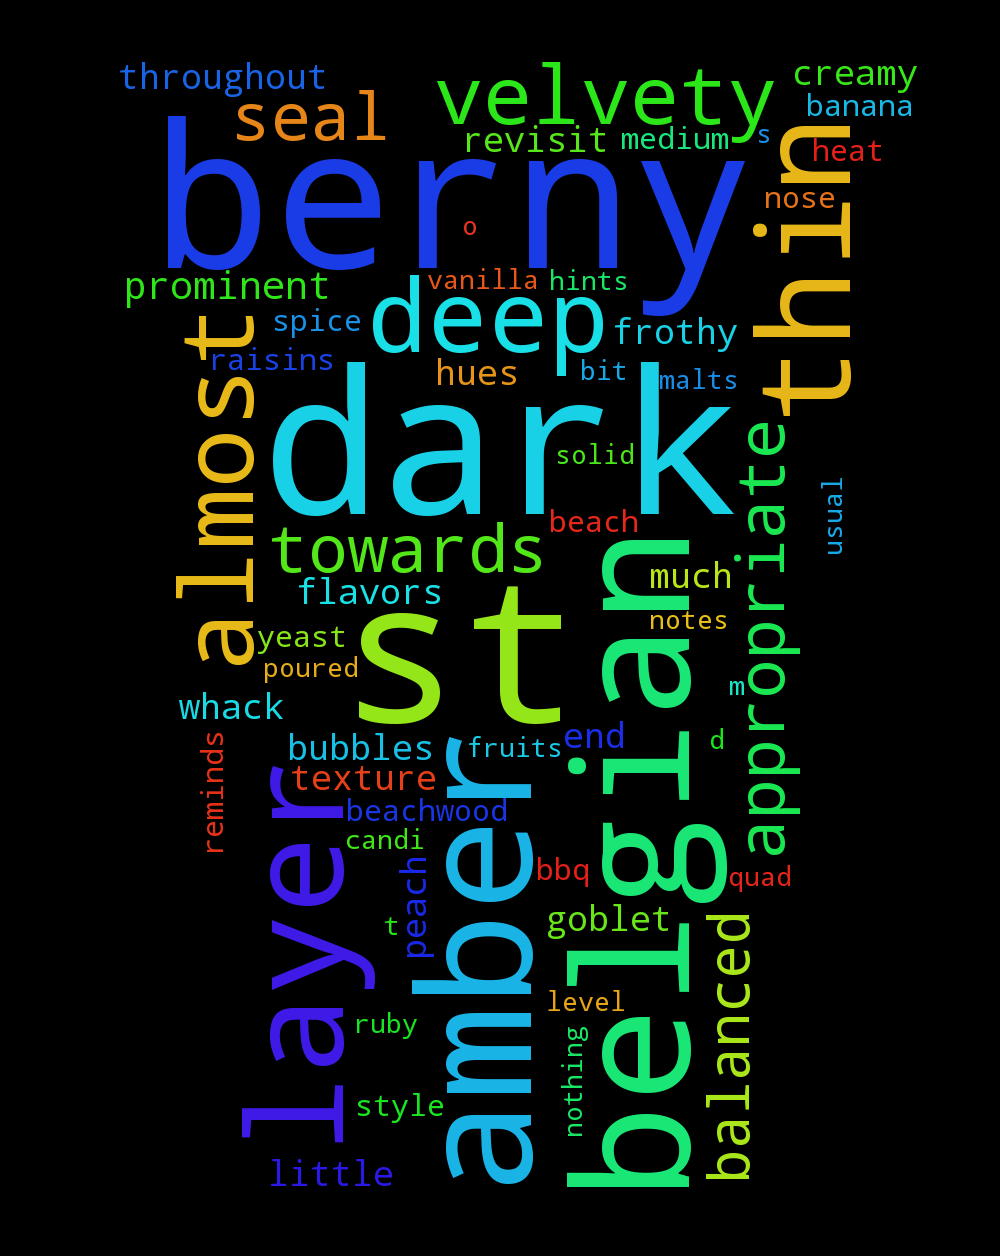 throughout
creamy
velvety
banana
seal
revisit
medium
s
heat
berny
thin
nose
o
prominent
vanilla
hints
deep
spice
frothy
raisins
almost
hues
bit
malts
dark
solid
appropriate
usual
beach
towards
much
flavors
belgian
notes
st
yeast
poured
m
whack
bubbles
fruits
end
d
reminds
texture
layer
amber
beachwood
candi
bbq
quad
peach
t
goblet
balanced
level
ruby
nothing
style
little